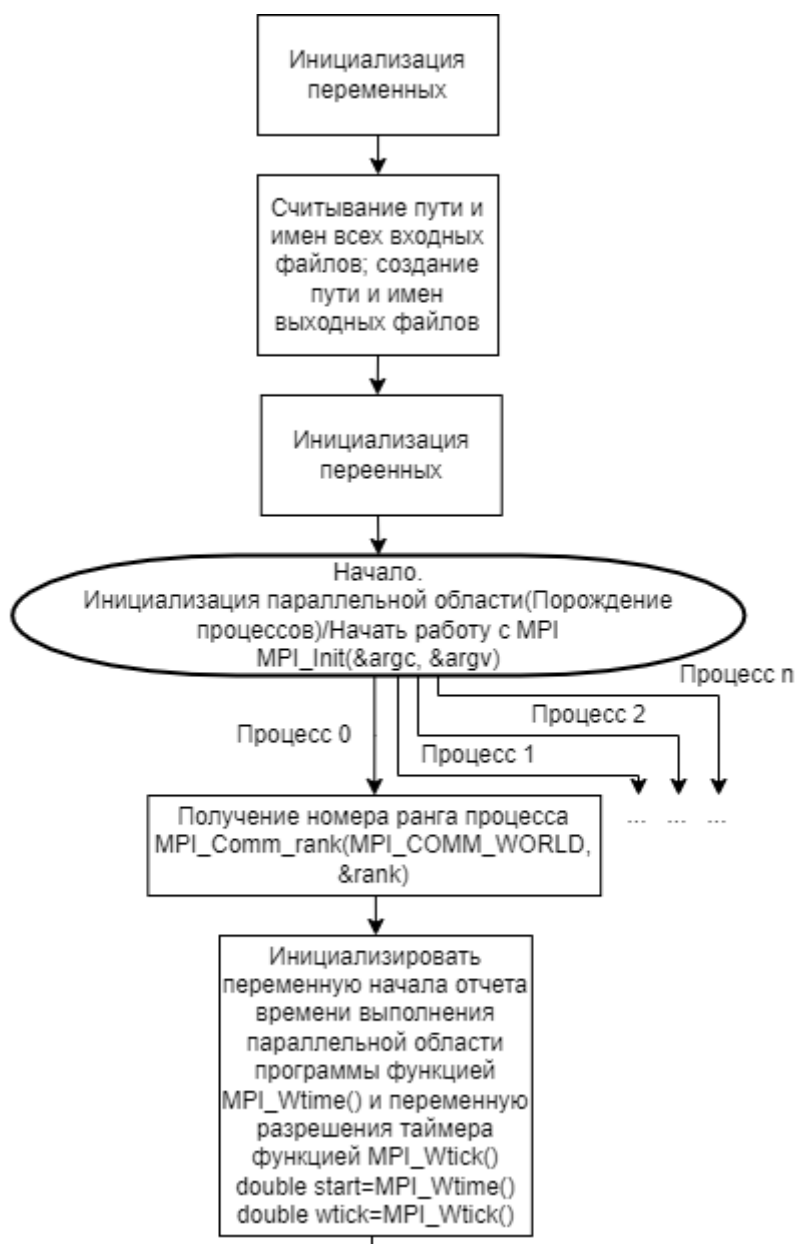 Инициализация
переменных
Считывание пути и
имен всех входных
файлов; создание
пути и имен
выходных файлов
Инициализация
переенных
Начало.
Инициализация параллельной области(Порождение
процессов)/Начать работу с MPI
MPI_Init(&argc, &argv)
Процесс n
Процесс 2
Процесс 0
Процесс 1
... ... ...
Получение номера ранга процесса
MPI_Comm_rank(MPI_COMM_WORLD,
&rank)
Инициализировать
переменную начала отчета
времени выполнения
параллельной области
программы функцией
MPI_Wtime() и переменную
разрешения таймера
функцией MPI_Wtick()
double start=MPI_Wtime()
double wtick=MPI_Wtick()